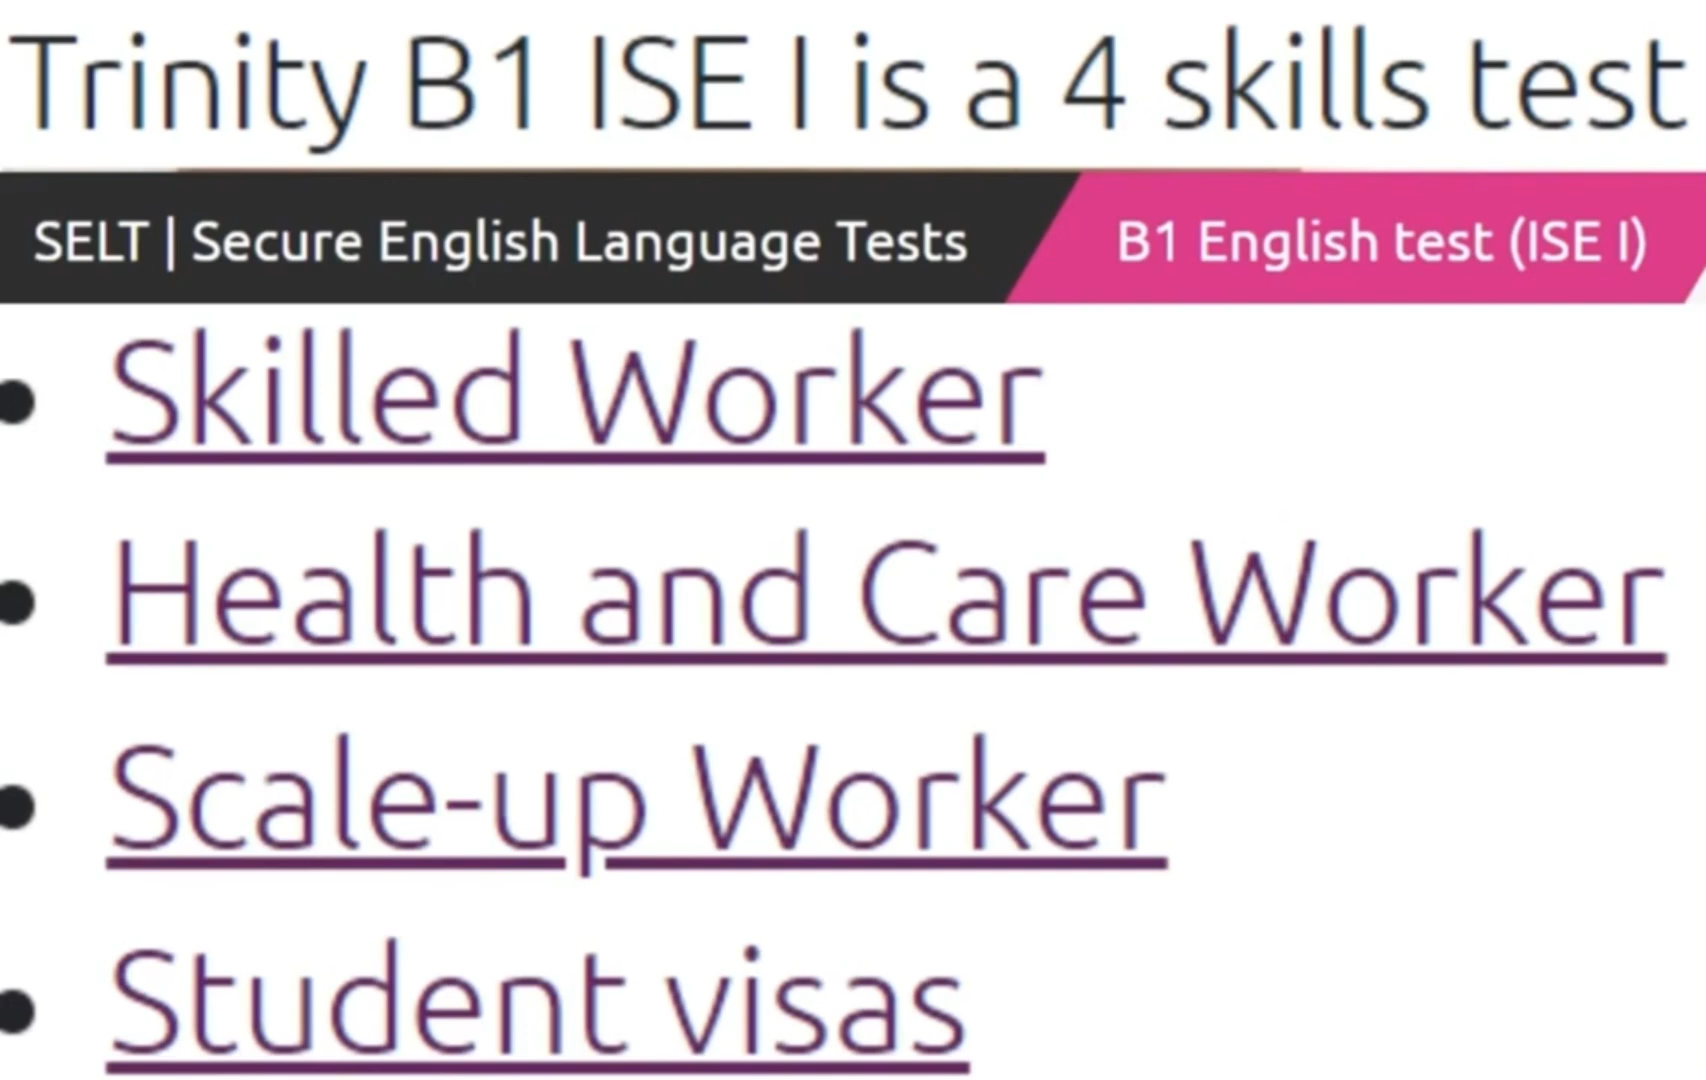 Trinity B1 ISE I is a 4 skills test
SELT | Secure English Language Tests B1 English test (ISE I)
• Skilled Worker
• Health and Care Worker
• Scale-up Worker
• Student visas